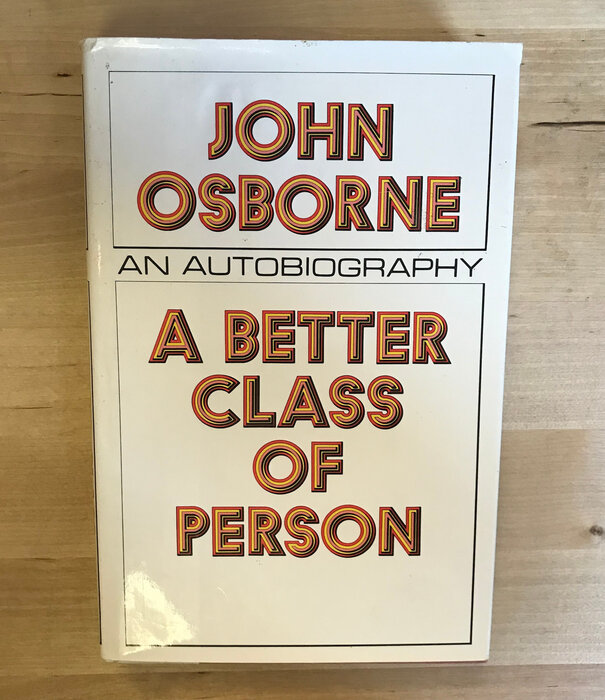 JOHN
OSBORNE
AN AUTOBIOGRAPHY
A BETTER
CLASS
OF
PERSON